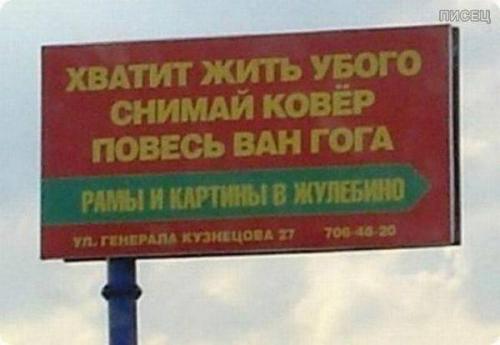 писец
ХВАТИТ ЖИТЬ УБОГО
СНИМАЙ КОВЁР
ПОВЕСЬ ВАН ГОГА
РАМЫ И КАРТИНЫ В ЖУЛЕБИНО
УЛ. ГЕНЕРАЛА КУЗНЕЦОВА 27 706-46-20